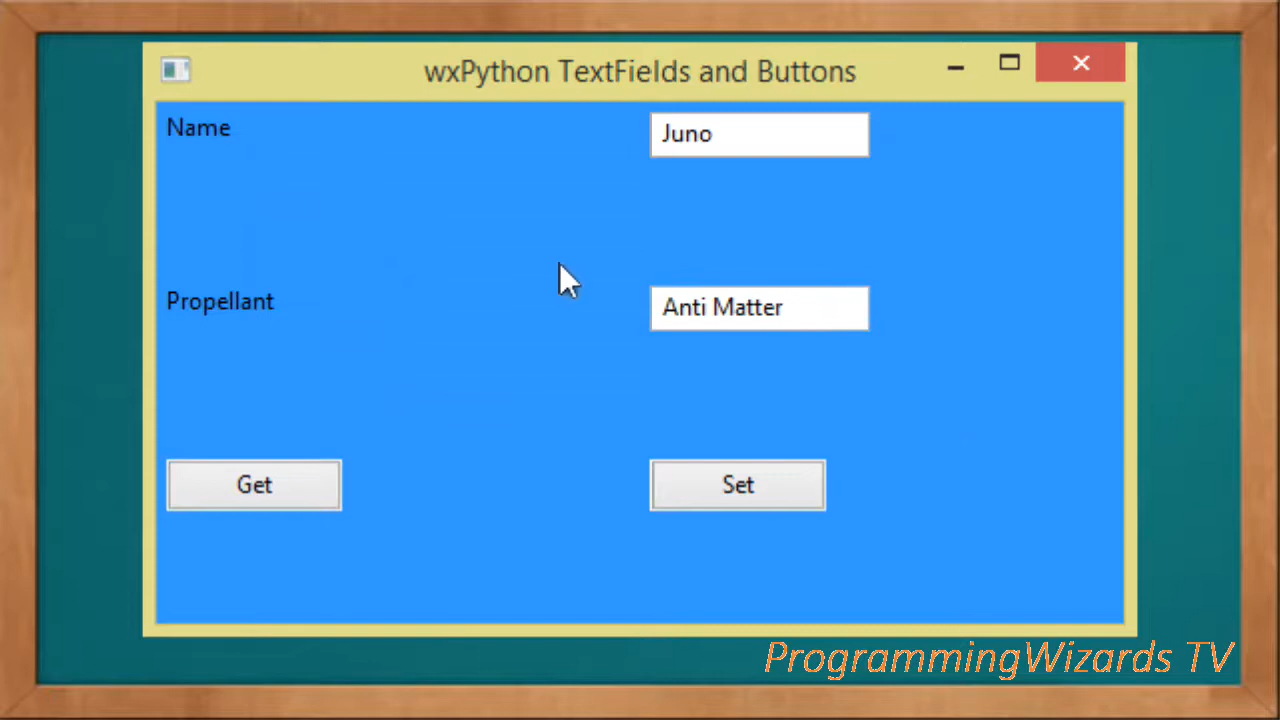 wxPython TextFields and Buttons
Name
Juno
Propellant
Anti Matter
Get
Set
ProgrammingWizards TV